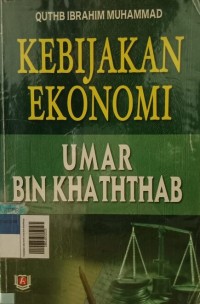 QUTHB IBRAHIM MUHAMMAD
KEBIJAKAN
EKONOMI
UMAR
BIN KHATHTHAB